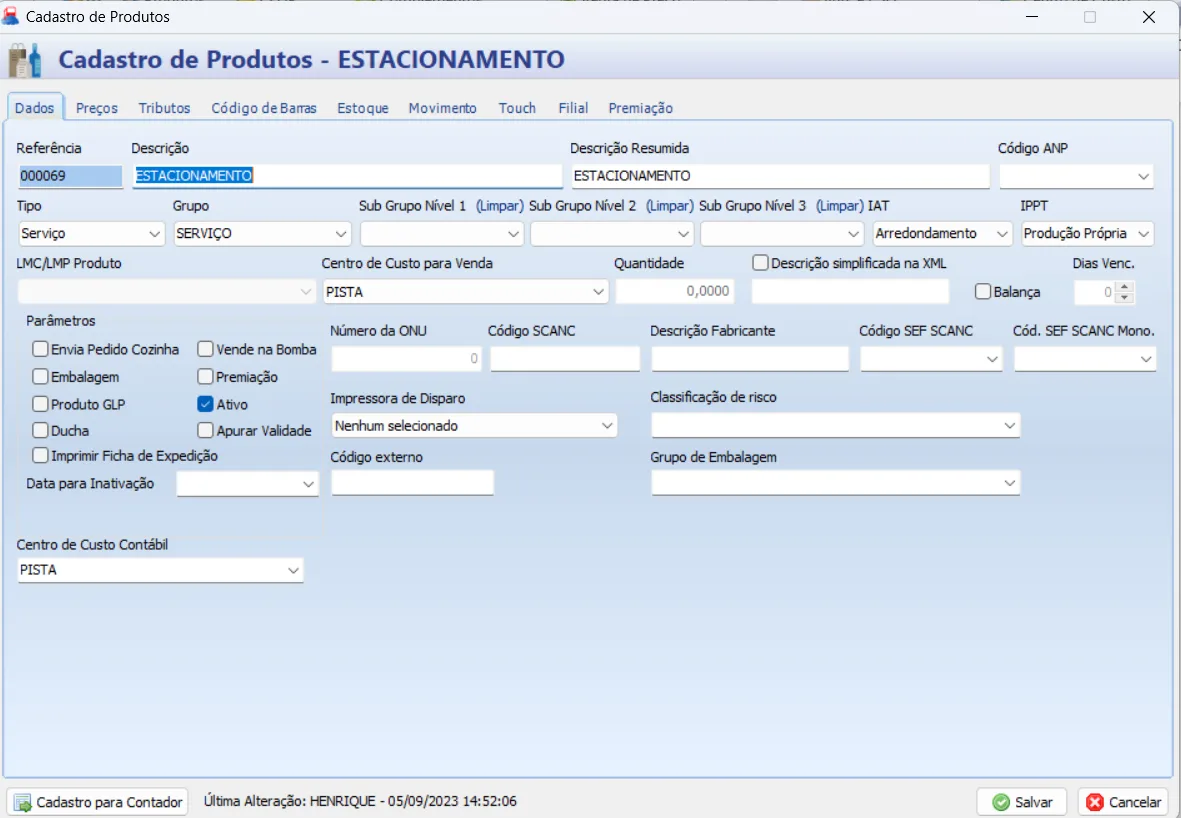 Cadastro de Produtos
Cadastro de Produtos - ESTACIONAMENTO
Dados Preços Tributos Código de Barras Estoque Movimento Touch Filial Premiação
Referência Descrição Descrição Resumida Código ANP
000069 ESTACIONAMENTO ESTACIONAMENTO
Tipo Grupo Sub Grupo Nível 1 (Limpar) Sub Grupo Nível 2 (Limpar) Sub Grupo Nível 3 (Limpar) IAT IPPT
Serviço SERVIÇO Arredondamento Produção Própria
LMC/LMP Produto Centro de Custo para Venda Quantidade Descrição simplificada na XML Dias Venc.
PISTA 0,0000 Balança 0
Parâmetros
Número da ONU Código SCANC Descrição Fabricante Código SEF SCANC Cód. SEF SCANC Mono.
Envia Pedido Cozinha Vende na Bomba
0
Embalagem Premiação
Impressora de Disparo Classificação de risco
Produto GLP Ativo
Nenhum selecionado
Ducha Apurar Validade
Imprimir Ficha de Expedição Código externo Grupo de Embalagem
Data para Inativação
Centro de Custo Contábil
PISTA
Cadastro para Contador Última Alteração: HENRIQUE - 05/09/2023 14:52:06 Salvar Cancelar